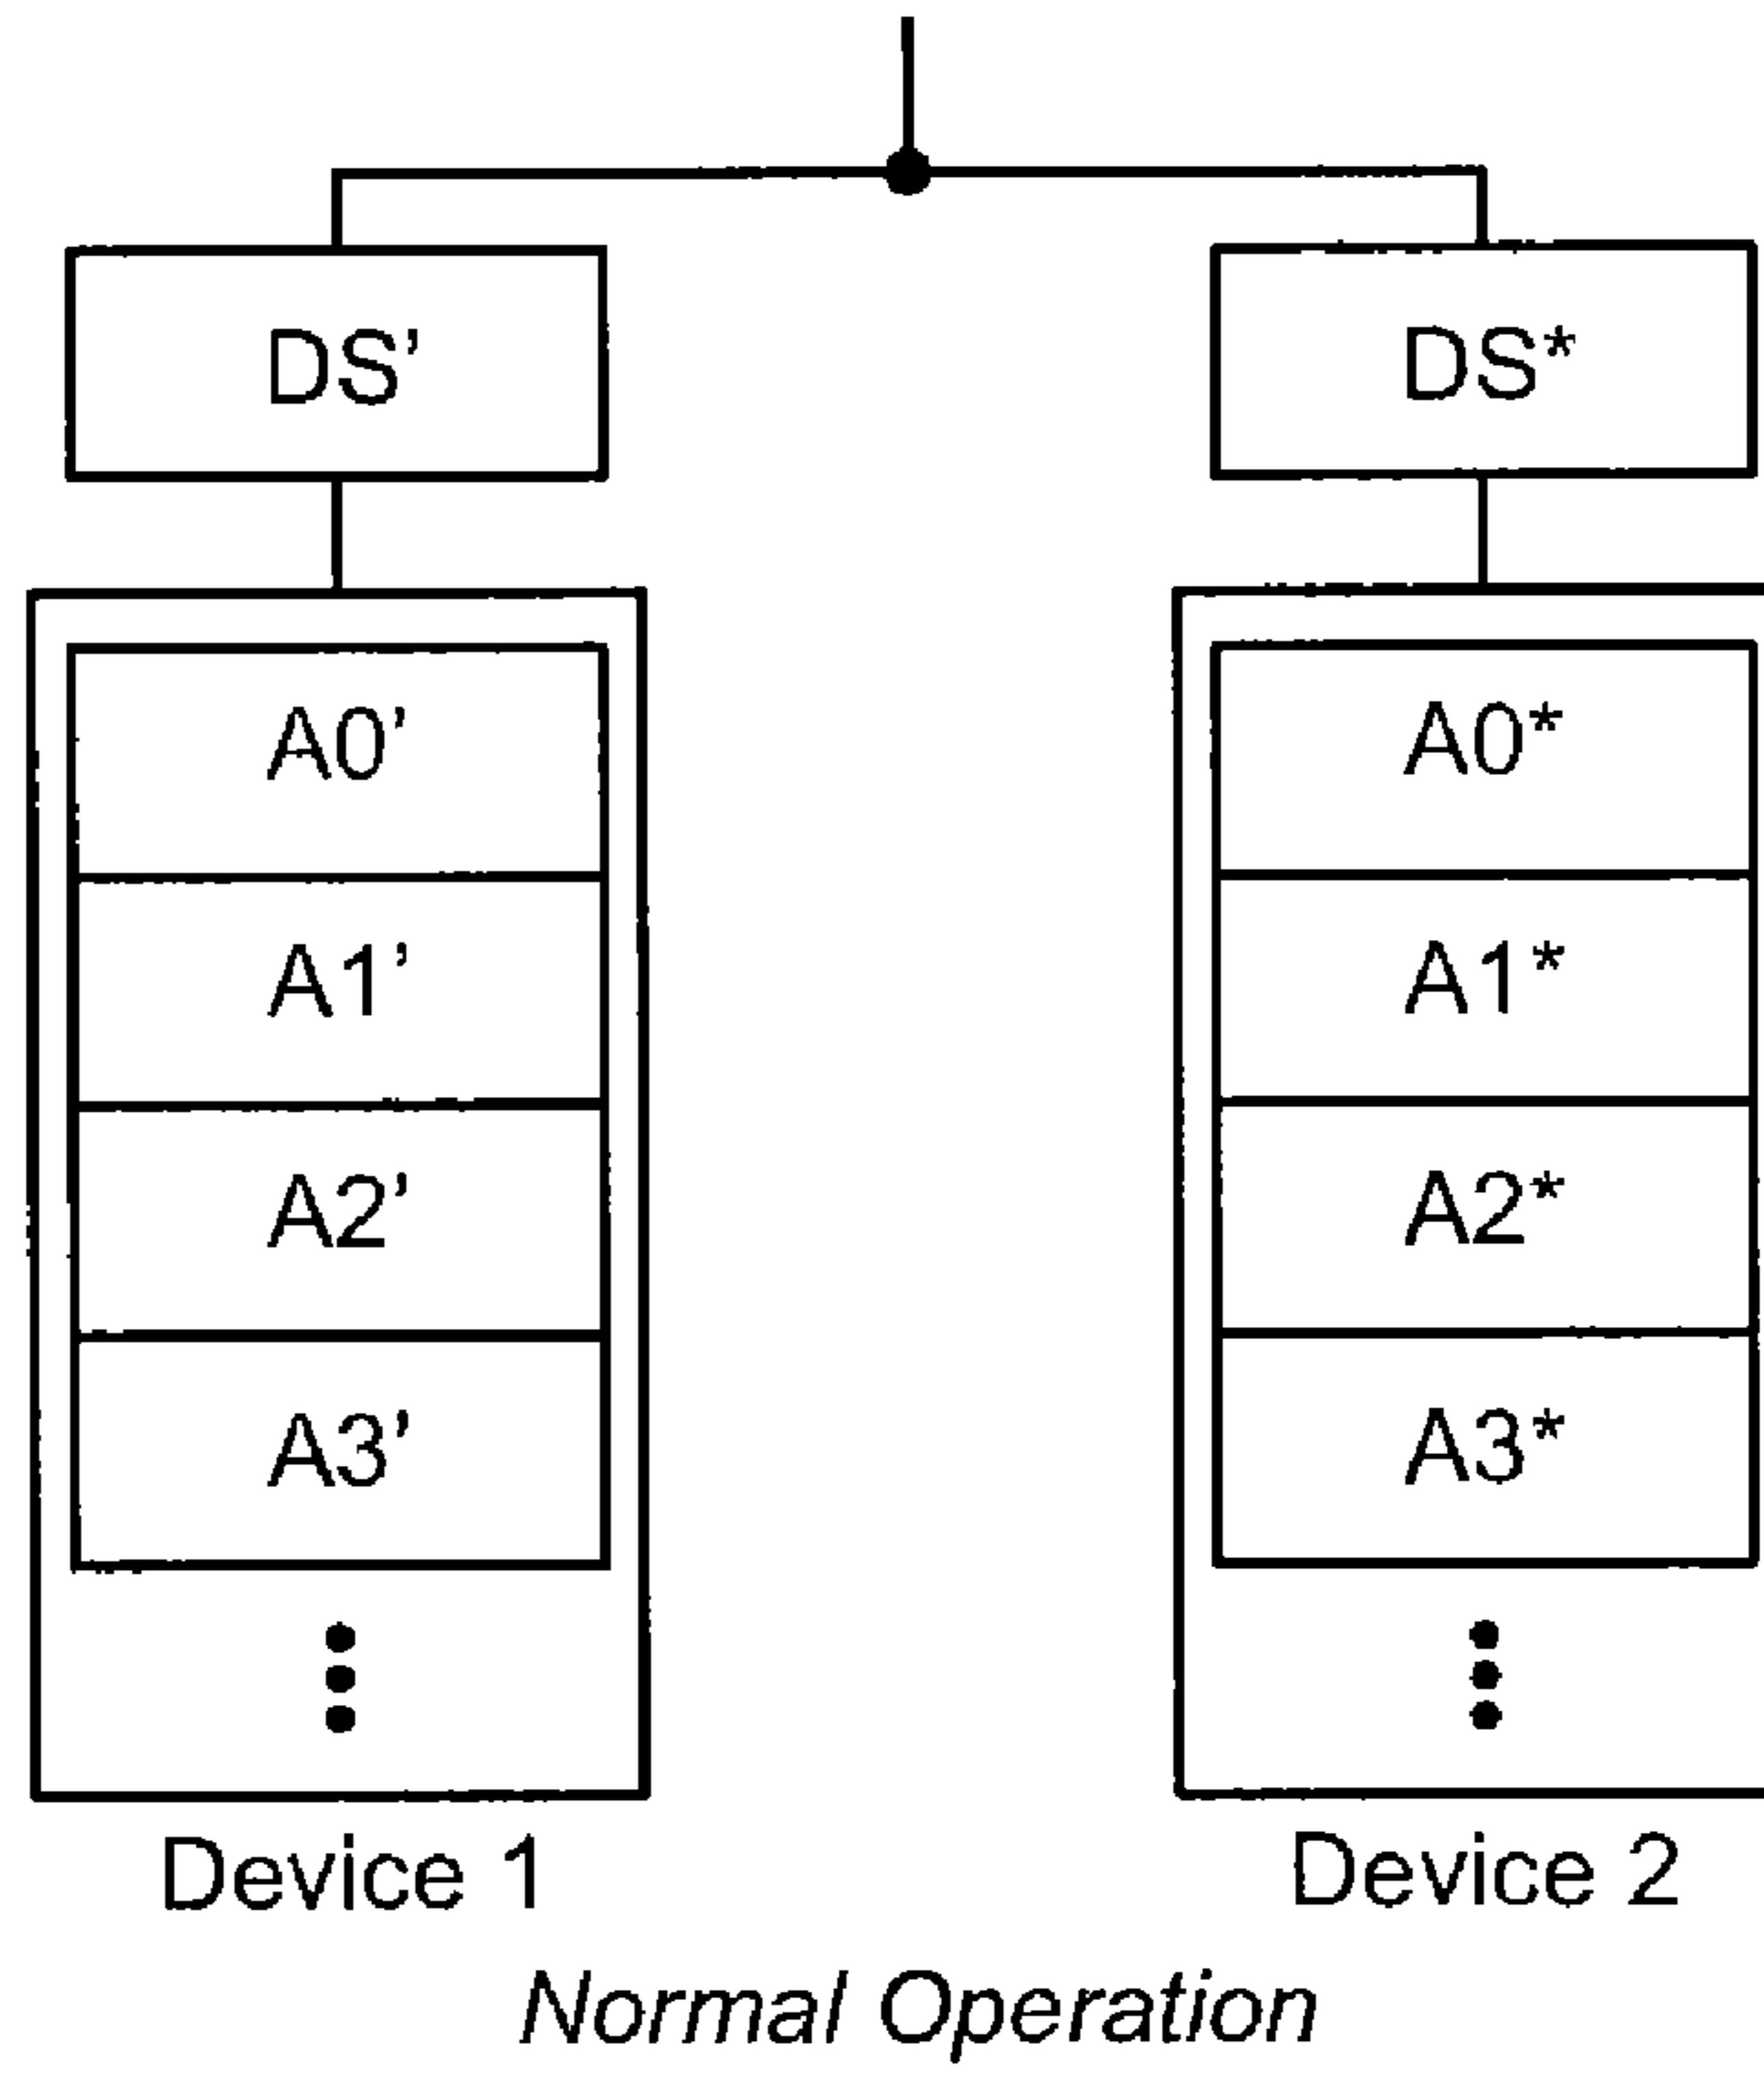 DS’ DS*
A0’ A0*
A1’ A1*
A2’ A2*
A3’ A3*
Device 1 Device 2
Normal Operation